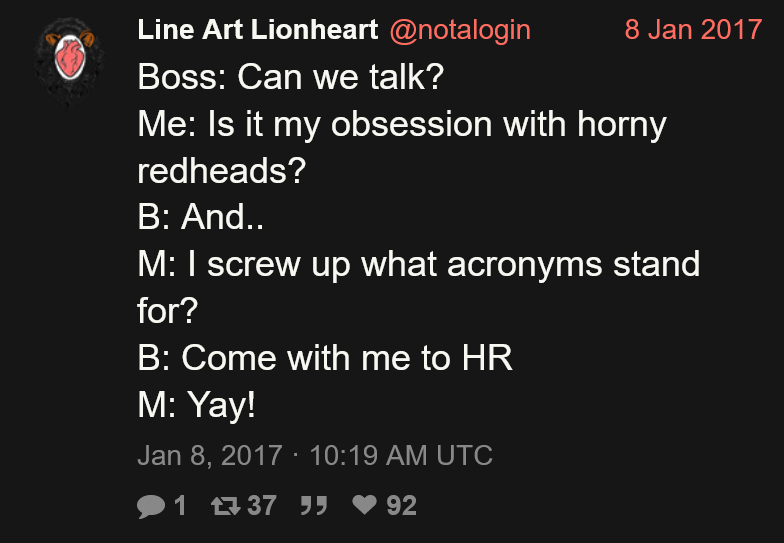 Line Art Lionheart @notalogin 8 Jan 2017
Boss: Can we talk?
Me: Is it my obsession with horny
redheads?
B: And..
M: I screw up what acronyms stand
for?
B: Come with me to HR
M: Yay!
Jan 8, 2017 · 10:19 AM UTC
1 37 92